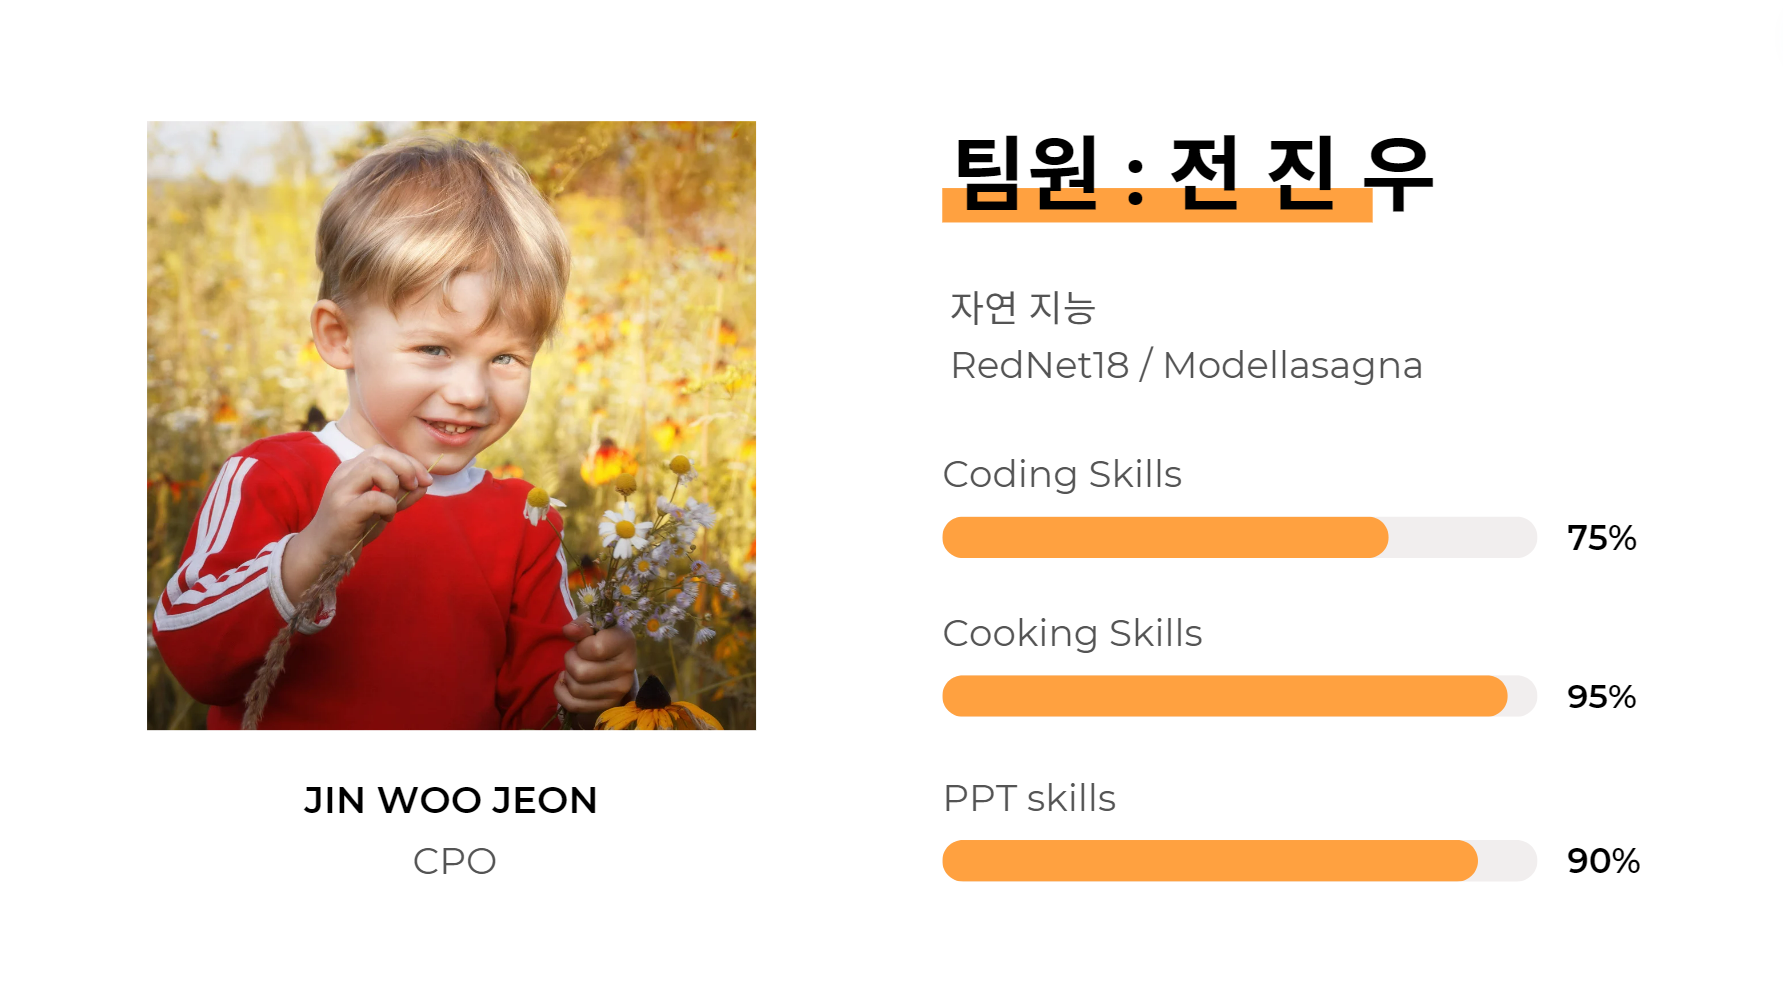 팀원 : 전 진 우
자연 지능
RedNet18 / Modellasagna
Coding Skills
75%
Cooking Skills
95%
PPT skills
90%
JIN WOO JEON
CPO